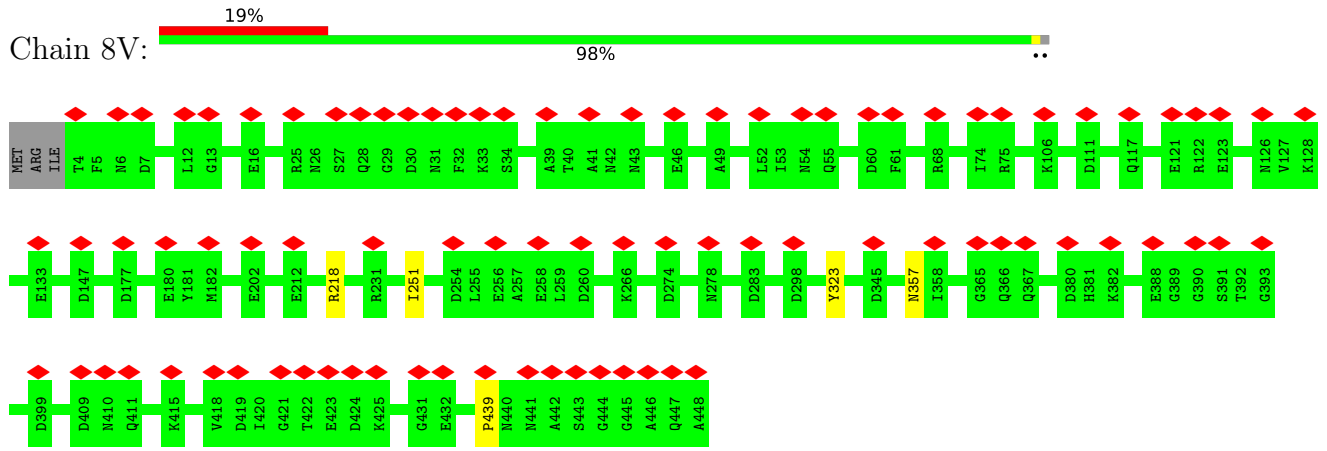 19%
Chain 8V:
98%
MET ARG ILE T4 F5 N6 D7 L12 G13 E16 R25 N26 S27 Q28 G29 D30 N31 F32 K33 S34 A39 T40 A41 N42 N43 E46 A49 L52 I53 N54 Q55 D60 F61 R68 I74 R75 K106 D111 Q117 E121 R122 E123 N126 V127 K128
E133 D147 D177 E180 Y181 M182 E202 E212 R218 R231 I251 D254 L255 E256 A257 E258 L259 D260 K266 D274 N278 D283 D298 Y323 D345 N357 I358 G365 Q366 Q367 D380 H381 K382 E388 G389 G390 S391 T392 G393
D399 D409 N410 Q411 K415 V418 D419 I420 G421 T422 E423 D424 K425 G431 E432 P439 N440 N441 A442 S443 G444 G445 A446 Q447 A448